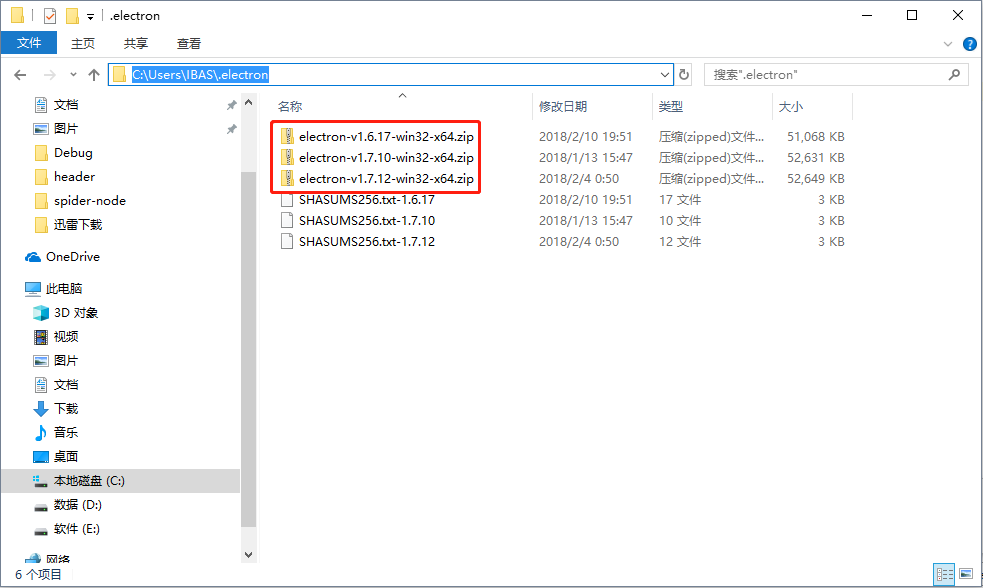 .electron
文件 主页 共享 查看
C:\Users\IBAS\.electron 搜索".electron"
文档
图片
Debug
header
spider-node
迅雷下载
OneDrive
此电脑
3D 对象
视频
图片
文档
下载
音乐
桌面
本地磁盘 (C:)
数据 (D:)
软件 (E:)
网络
名称 修改日期 类型 大小
electron-v1.6.17-win32-x64.zip 2018/2/10 19:51 压缩(zipped)文件... 51,068 KB
electron-v1.7.10-win32-x64.zip 2018/1/13 15:47 压缩(zipped)文件... 52,631 KB
electron-v1.7.12-win32-x64.zip 2018/2/4 0:50 压缩(zipped)文件... 52,649 KB
SHASUMS256.txt-1.6.17 2018/2/10 19:51 17 文件 3 KB
SHASUMS256.txt-1.7.10 2018/1/13 15:47 10 文件 3 KB
SHASUMS256.txt-1.7.12 2018/2/4 0:50 12 文件 3 KB
6 个项目